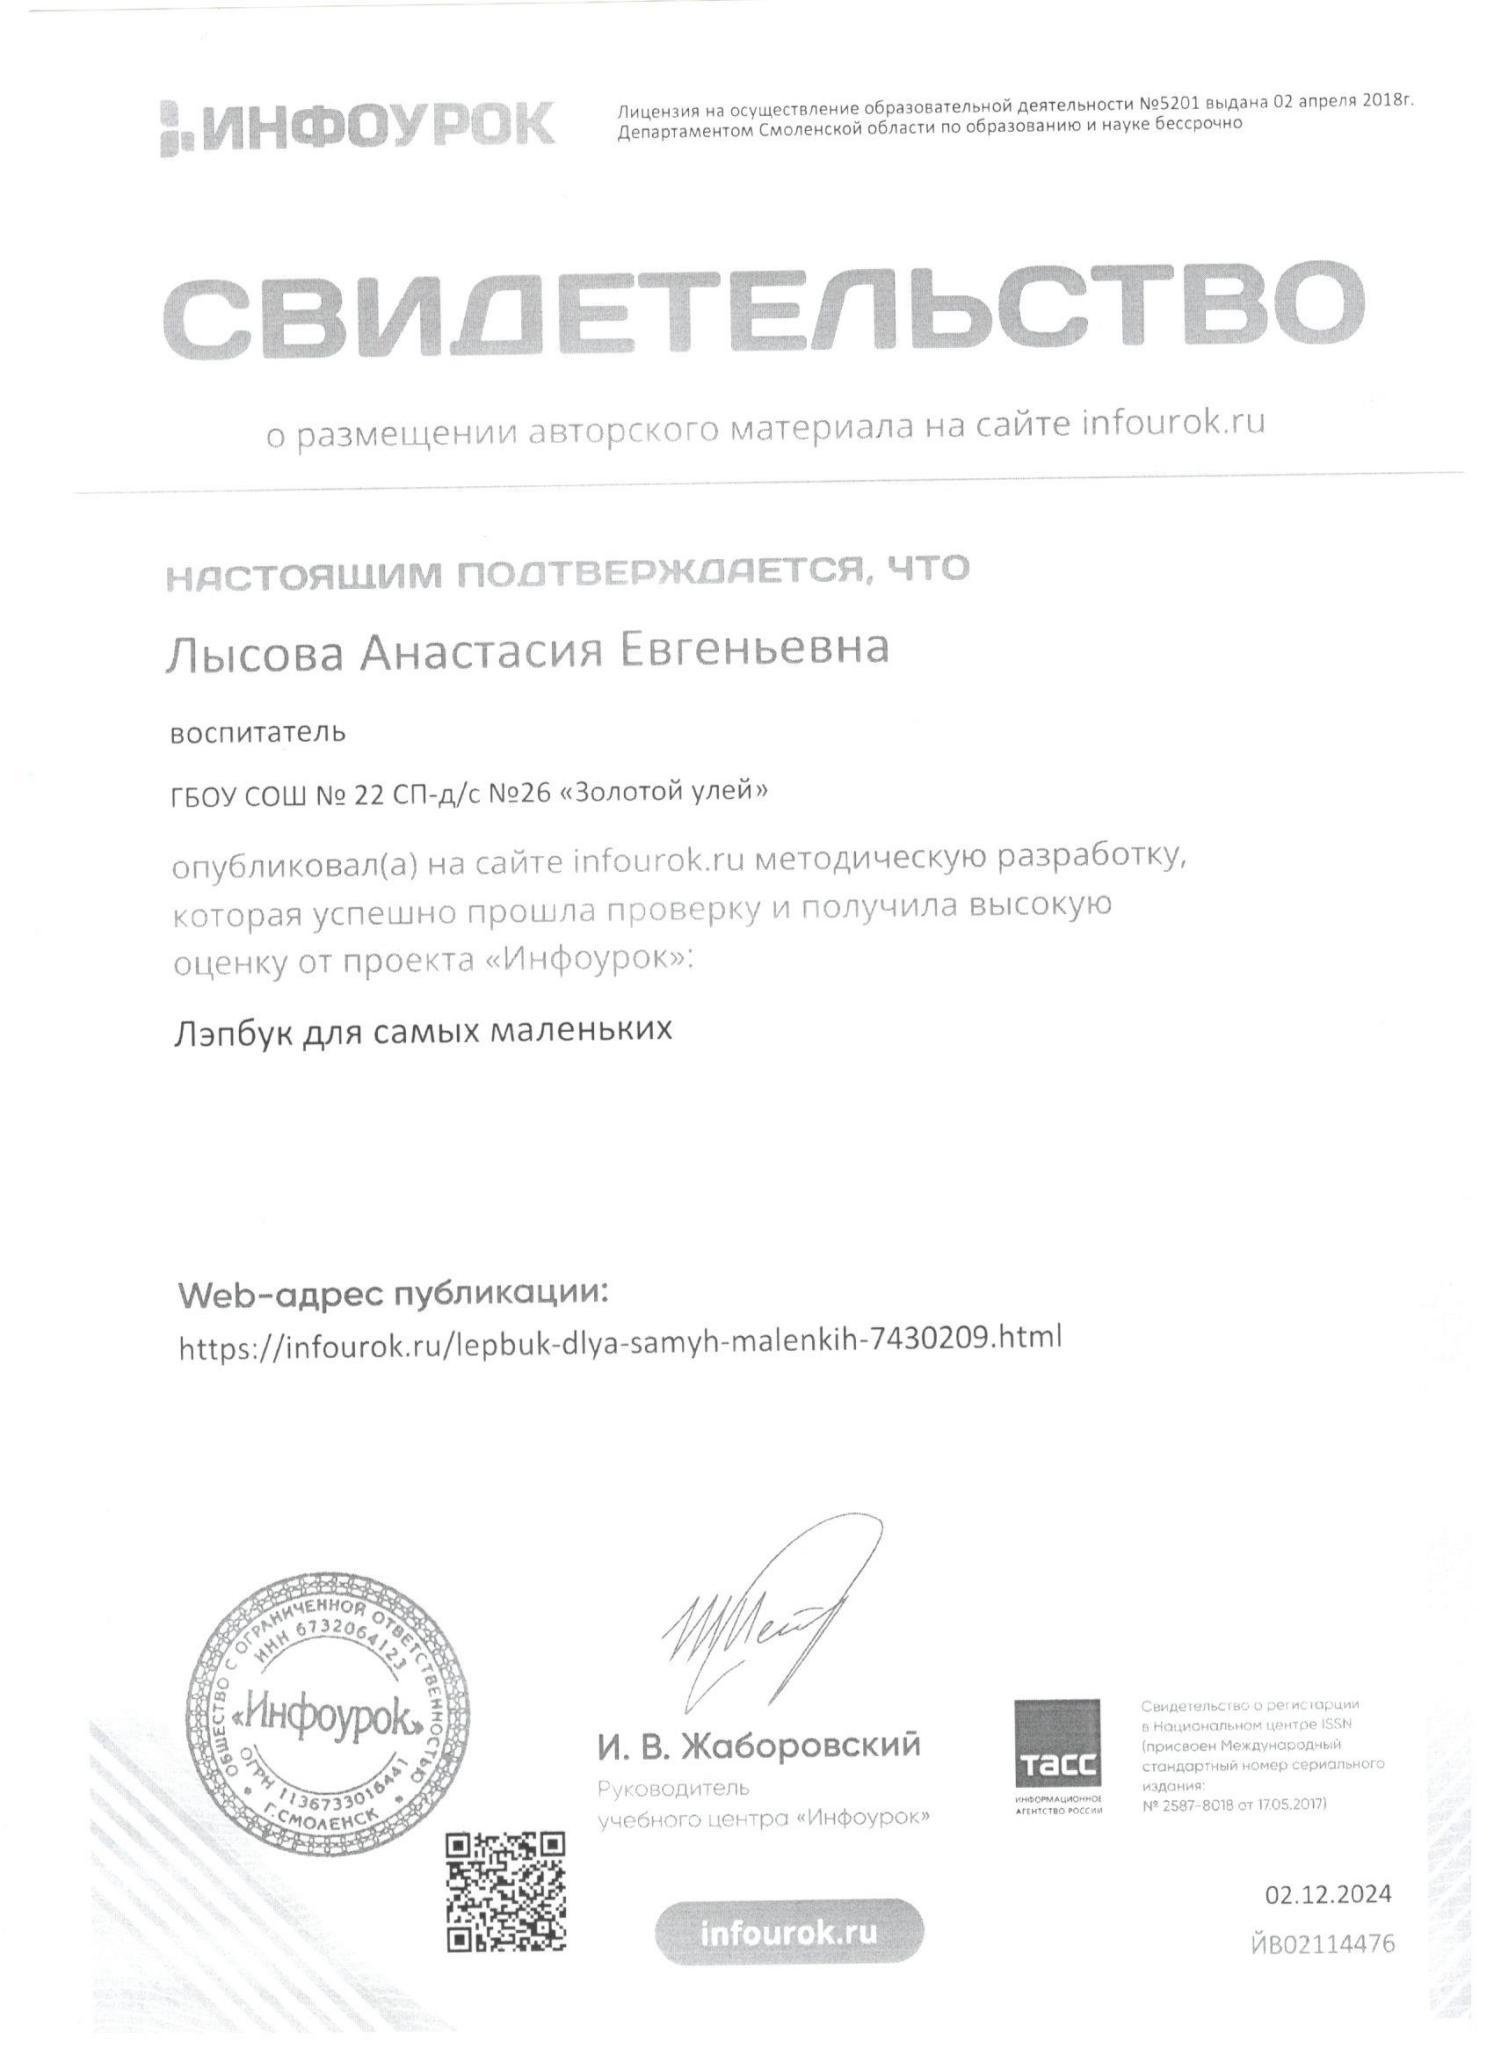 ИНФОУРОК
Лицензия на осуществление образовательной деятельности №5201 выдана 02 апреля 2018г.
Департаментом Смоленской области по образованию и науке бессрочно
СВИДЕТЕЛЬСТВО
о размещении авторского материала на сайте infourok.ru
НАСТОЯЩИМ ПОДТВЕРЖДАЕТСЯ, ЧТО
Лысова Анастасия Евгеньевна
воспитатель
ГБОУ СОШ № 22 СП-д/с №26 «Золотой улей»
опубликовал(а) на сайте infourok.ru методическую разработку,
которая успешно прошла проверку и получила высокую
оценку от проекта «Инфоурок»:
Лэпбук для самых маленьких
Web-адрес публикации:
https://infourok.ru/lepbuk-dlya-samyh-malenkih-7430209.html
ОБЩЕСТВО С ОГРАНИЧЕННОЙ ОТВЕТСТВЕННОСТЬЮ
ИНН 6732064123
«Инфоурок»
ОГРН 1136733016441
Г.СМОЛЕНСК
И. В. Жаборовский
Руководитель
учебного центра «Инфоурок»
infourok.ru
ТАСС
ИНФОРМАЦИОННОЕ
АГЕНТСТВО РОССИИ
Свидетельство о регистарции
в Национальном центре ISSN
(присвоен Международный
стандартный номер сериального
издания:
№ 2587-8018 от 17.05.2017)
02.12.2024
ЙВ02114476